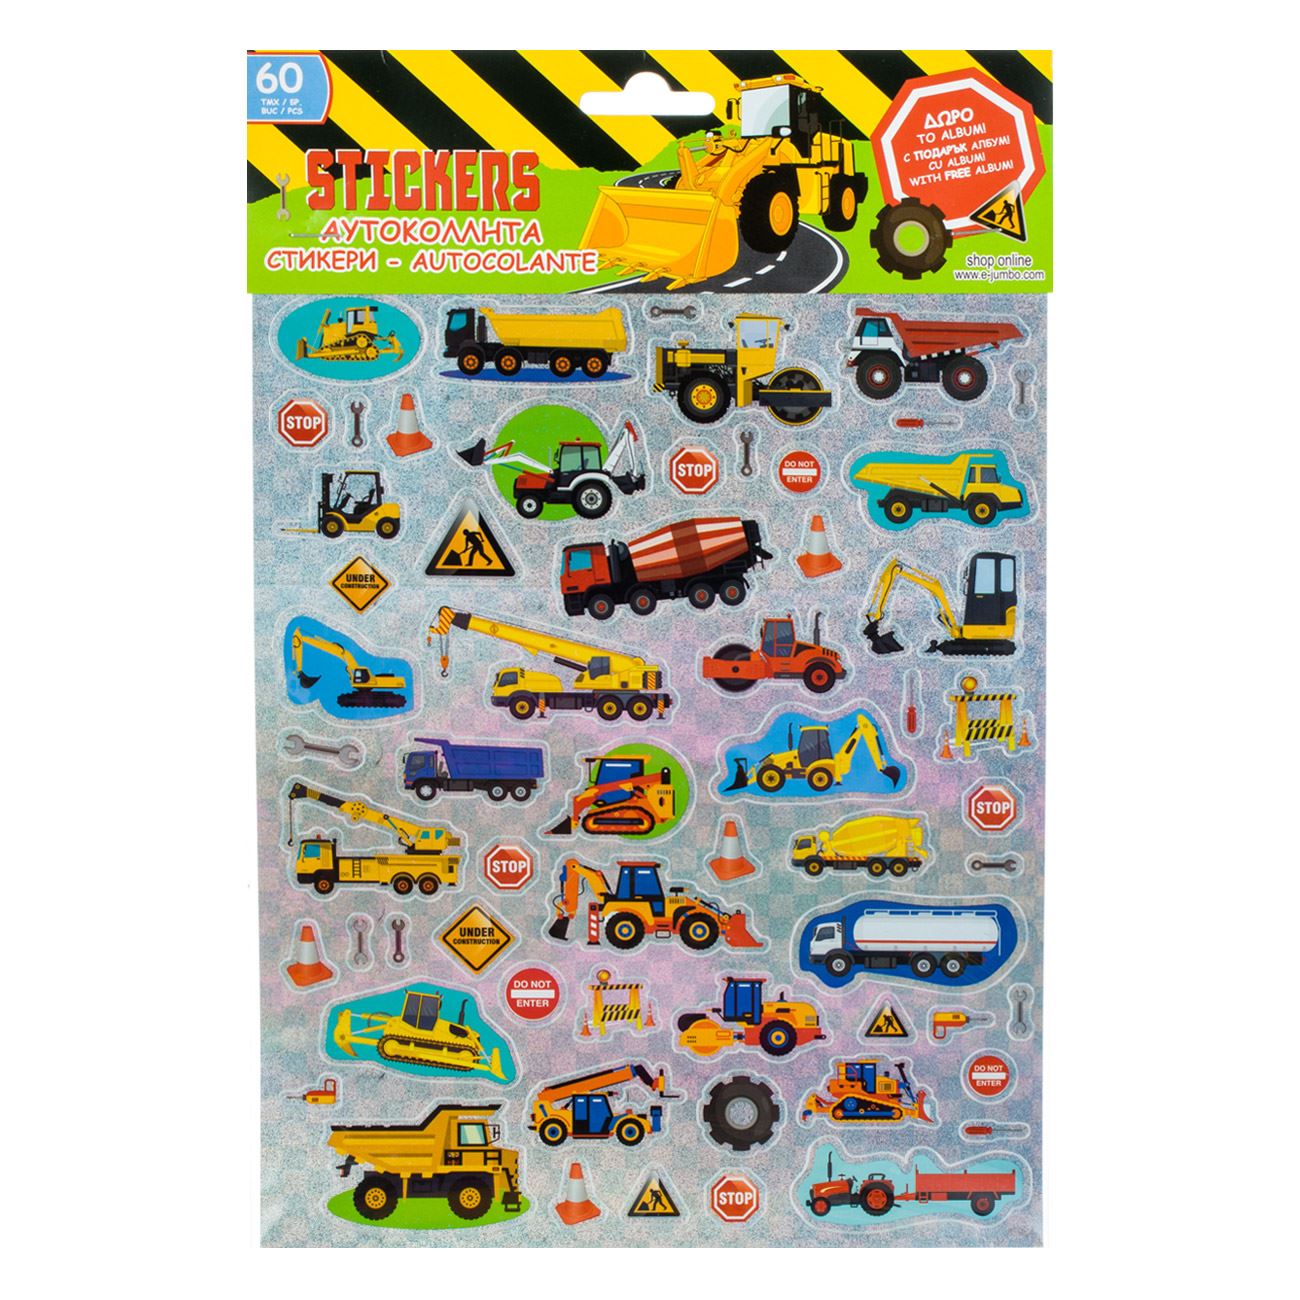 60
ΤΜΧ / БР.
BUC / PCS
STICKERS
ΑΥΤΟΚΟΛΛΗΤΑ
СТИКЕРИ - AUTOCOLANTE
ΔΩΡΟ
ΤΟ ALBUM!
С ПОДАРЪК АЛБУМ!
CU ALBUM!
WITH FREE ALBUM!
shop online
www.e-jumbo.com
STOP
STOP
DO NOT
ENTER
UNDER
CONSTRUCTION
STOP
STOP
UNDER
CONSTRUCTION
DO NOT
ENTER
DO NOT
ENTER
STOP